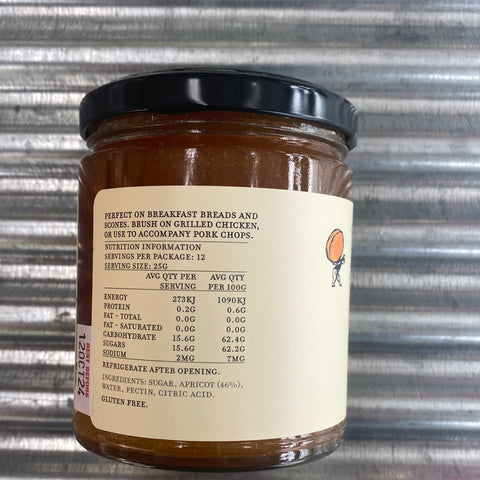 PERFECT ON BREAKFAST BREADS AND
SCONES. BRUSH ON GRILLED CHICKEN,
OR USE TO ACCOMPANY PORK CHOPS.
NUTRITION INFORMATION
SERVINGS PER PACKAGE: 12
SERVING SIZE: 25G
AVG QTY PER SERVING AVG QTY PER 100G
ENERGY 273KJ 1090KJ
PROTEIN 0.2G 0.6G
FAT - TOTAL 0.0G 0.0G
FAT - SATURATED 0.0G 0.0G
CARBOHYDRATE 15.6G 62.4G
SUGARS 15.6G 62.2G
SODIUM 2MG 7MG
REFRIGERATE AFTER OPENING.
INGREDIENTS: SUGAR, APRICOT (46%),
WATER, PECTIN, CITRIC ACID.
GLUTEN FREE.
BEST BEFORE
12OCT24